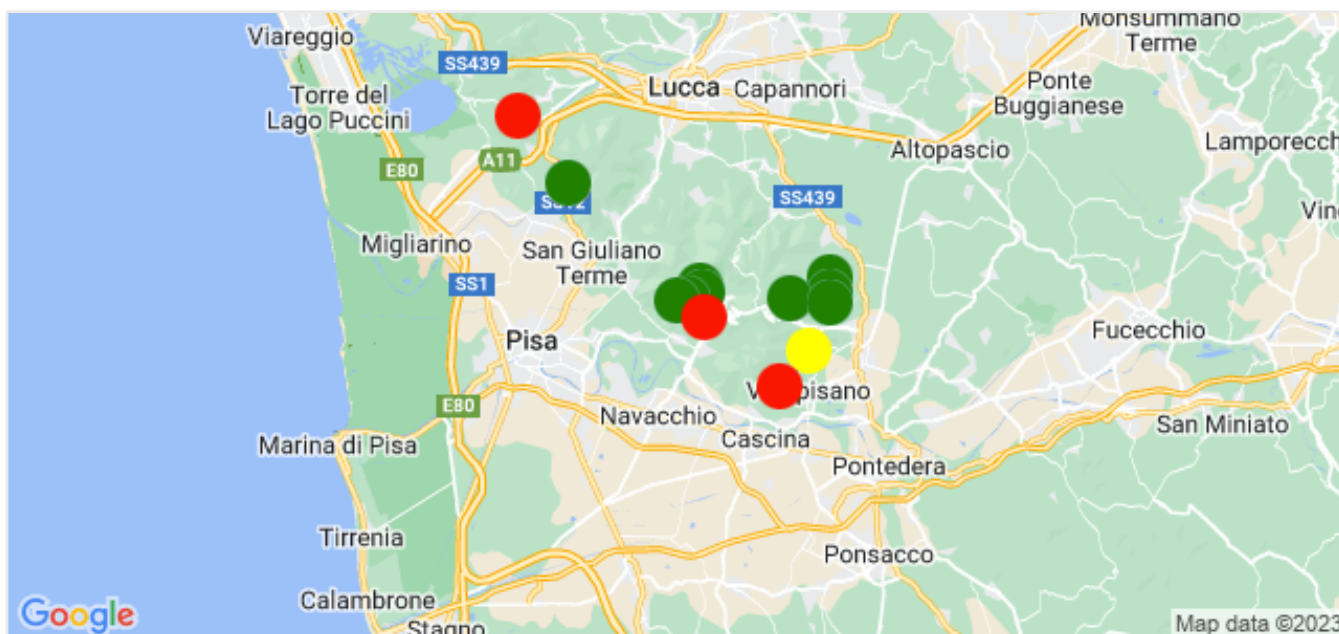 Monsummano
Terme
Viareggio
SS439
Lucca
Capannori
Ponte
Buggianese
Torre del
Lago Puccini
A11
E80
Altopascio
Lamporecch
SS439
Migliarino
San Giuliano
Terme
SS1
Pisa
Fucecchio
E80
Navacchio
Cascina
San Miniato
Marina di Pisa
Pontedera
Tirrenia
Ponsacco
Calambrone
Stagno
Google
Map data ©2023